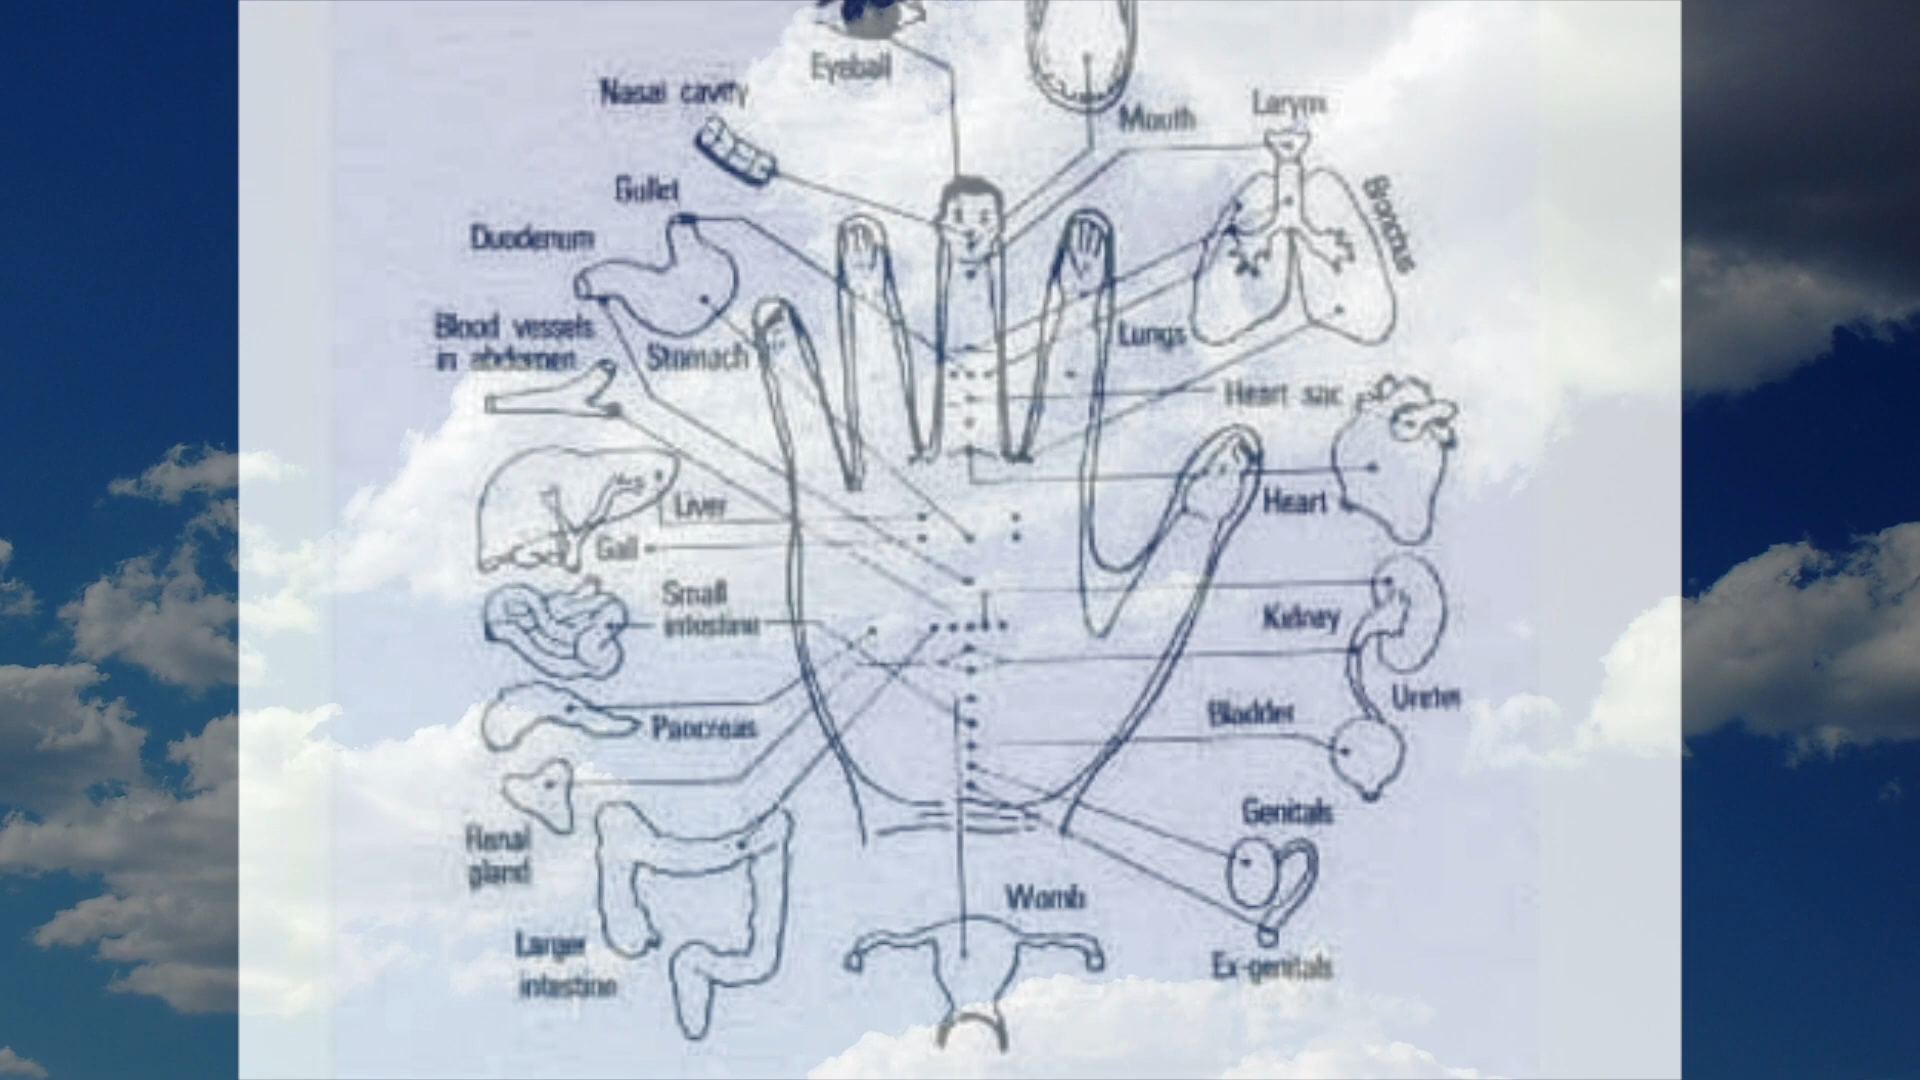 Eyeball
Nasal cavity
Mouth
Larynx
Gullet
Bronchus
Duodenum
Blood vessels
in abdomen
Stomach
Lungs
Heart sac
Liver
Heart
Gall
Small
intestine
Kidney
Ureter
Pancreas
Bladder
Genitals
Renal
gland
Womb
Larger
intestine
Ex-genitals